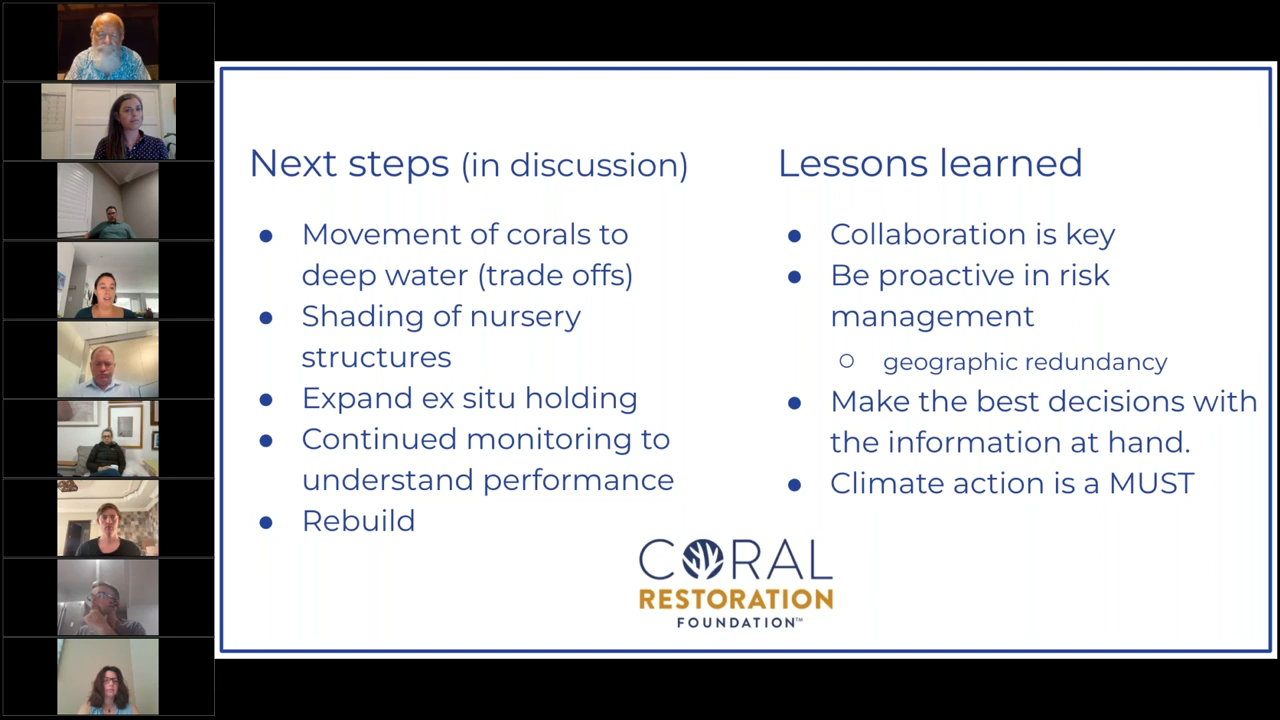 Next steps (in discussion)
● Movement of corals to
deep water (trade offs)
● Shading of nursery
structures
● Expand ex situ holding
● Continued monitoring to
understand performance
● Rebuild
Lessons learned
● Collaboration is key
● Be proactive in risk
management
○ geographic redundancy
● Make the best decisions with
the information at hand.
● Climate action is a MUST
CORAL
RESTORATION
FOUNDATION™